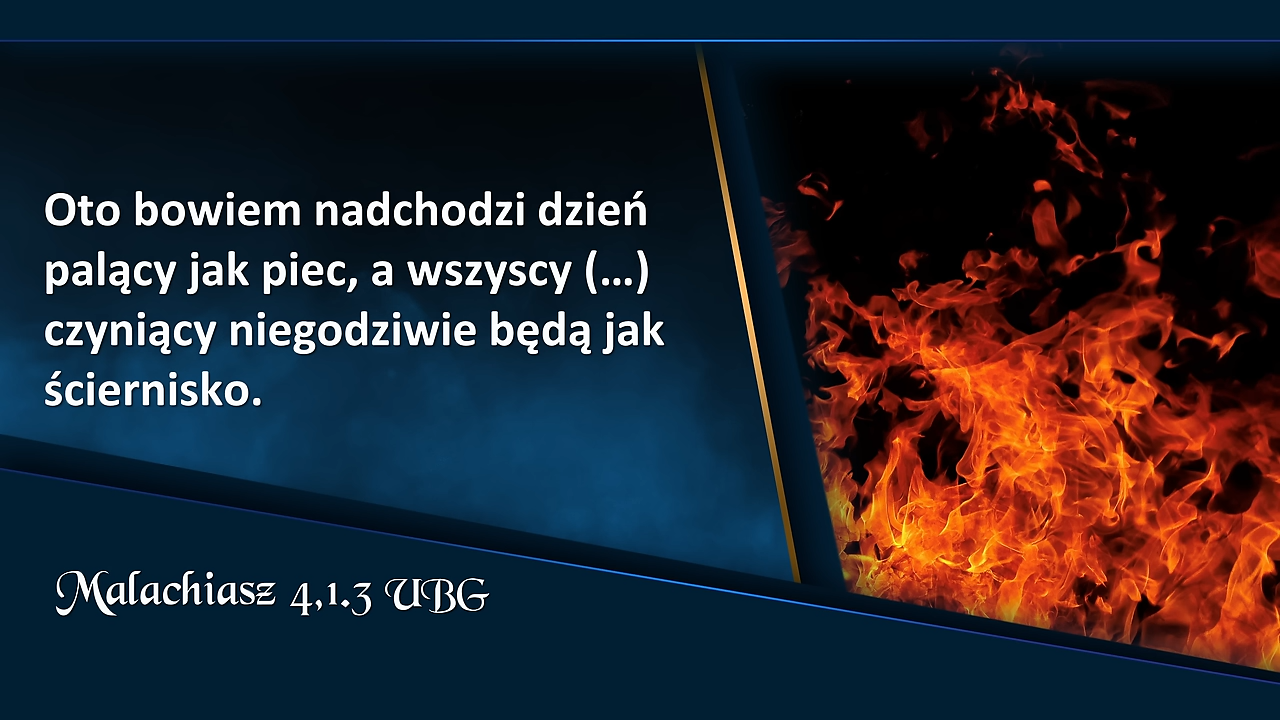 Oto bowiem nadchodzi dzień
palący jak piec, a wszyscy (...)
czyniący niegodziwie będą jak
ściernisko.
Malachiasz 4,1.3 UBG